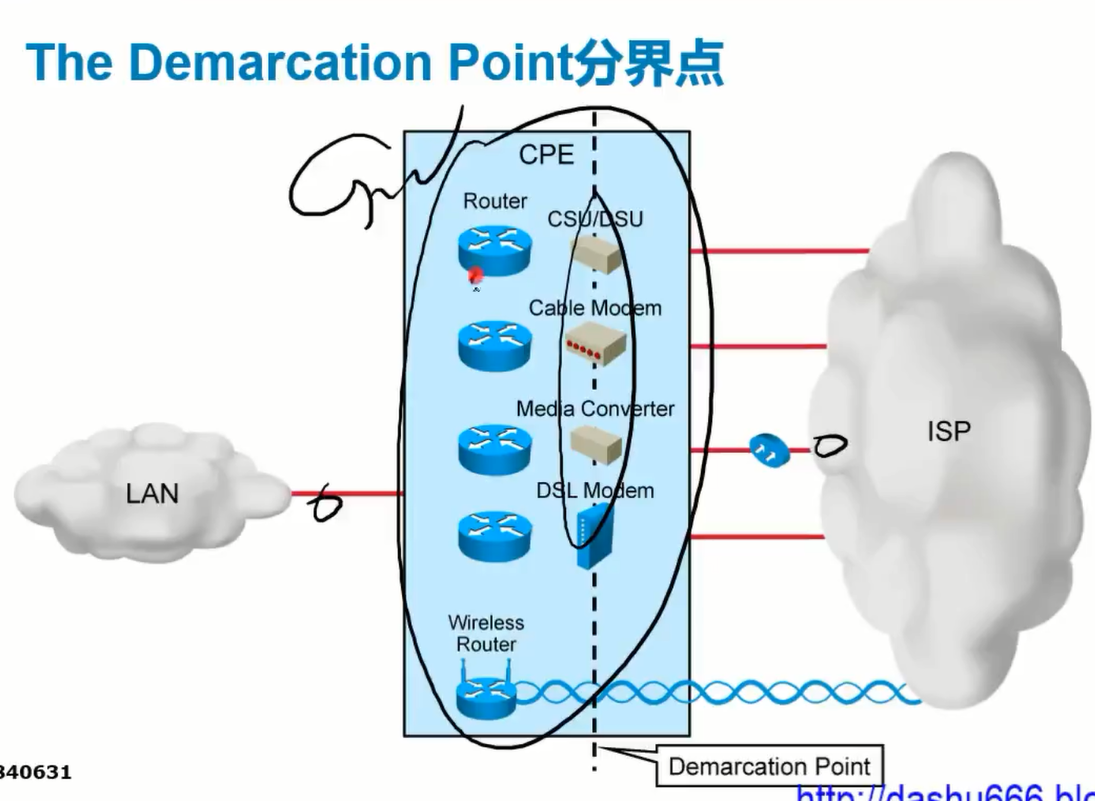 The Demarcation Point分界点
CPE
Router
CSU/DSU
Cable Modem
Media Converter
DSL Modem
LAN
ISP
Wireless
Router
Demarcation Point
340631
http://dashu666.blo